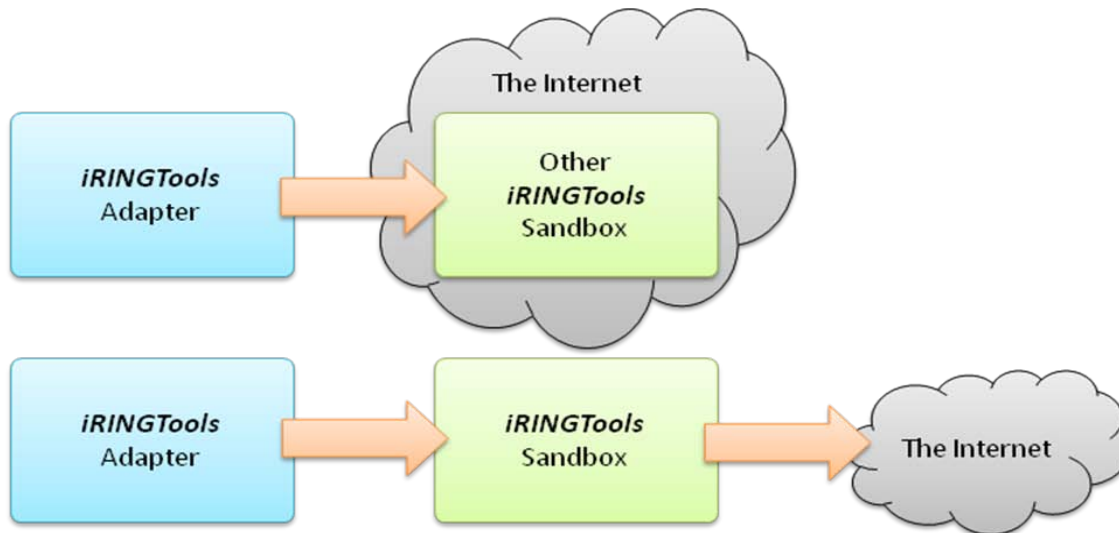 The Internet
iRINGTools
Adapter
Other
iRINGTools
Sandbox
iRINGTools
Adapter
iRINGTools
Sandbox
The Internet